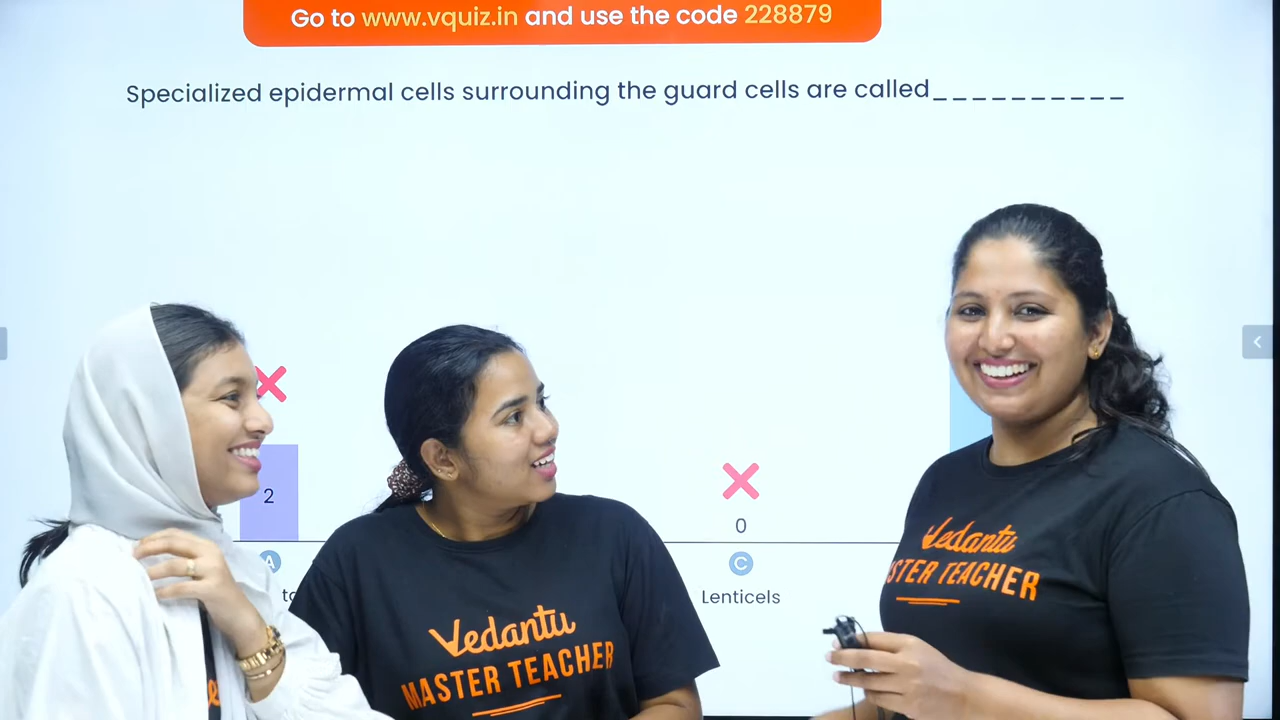 Go to www.vquiz.in and use the code 228879
Specialized epidermal cells surrounding the guard cells are called__________
2
0
A
C
Lenticels
Vedantu
MASTER TEACHER
Vedantu
TEACHER